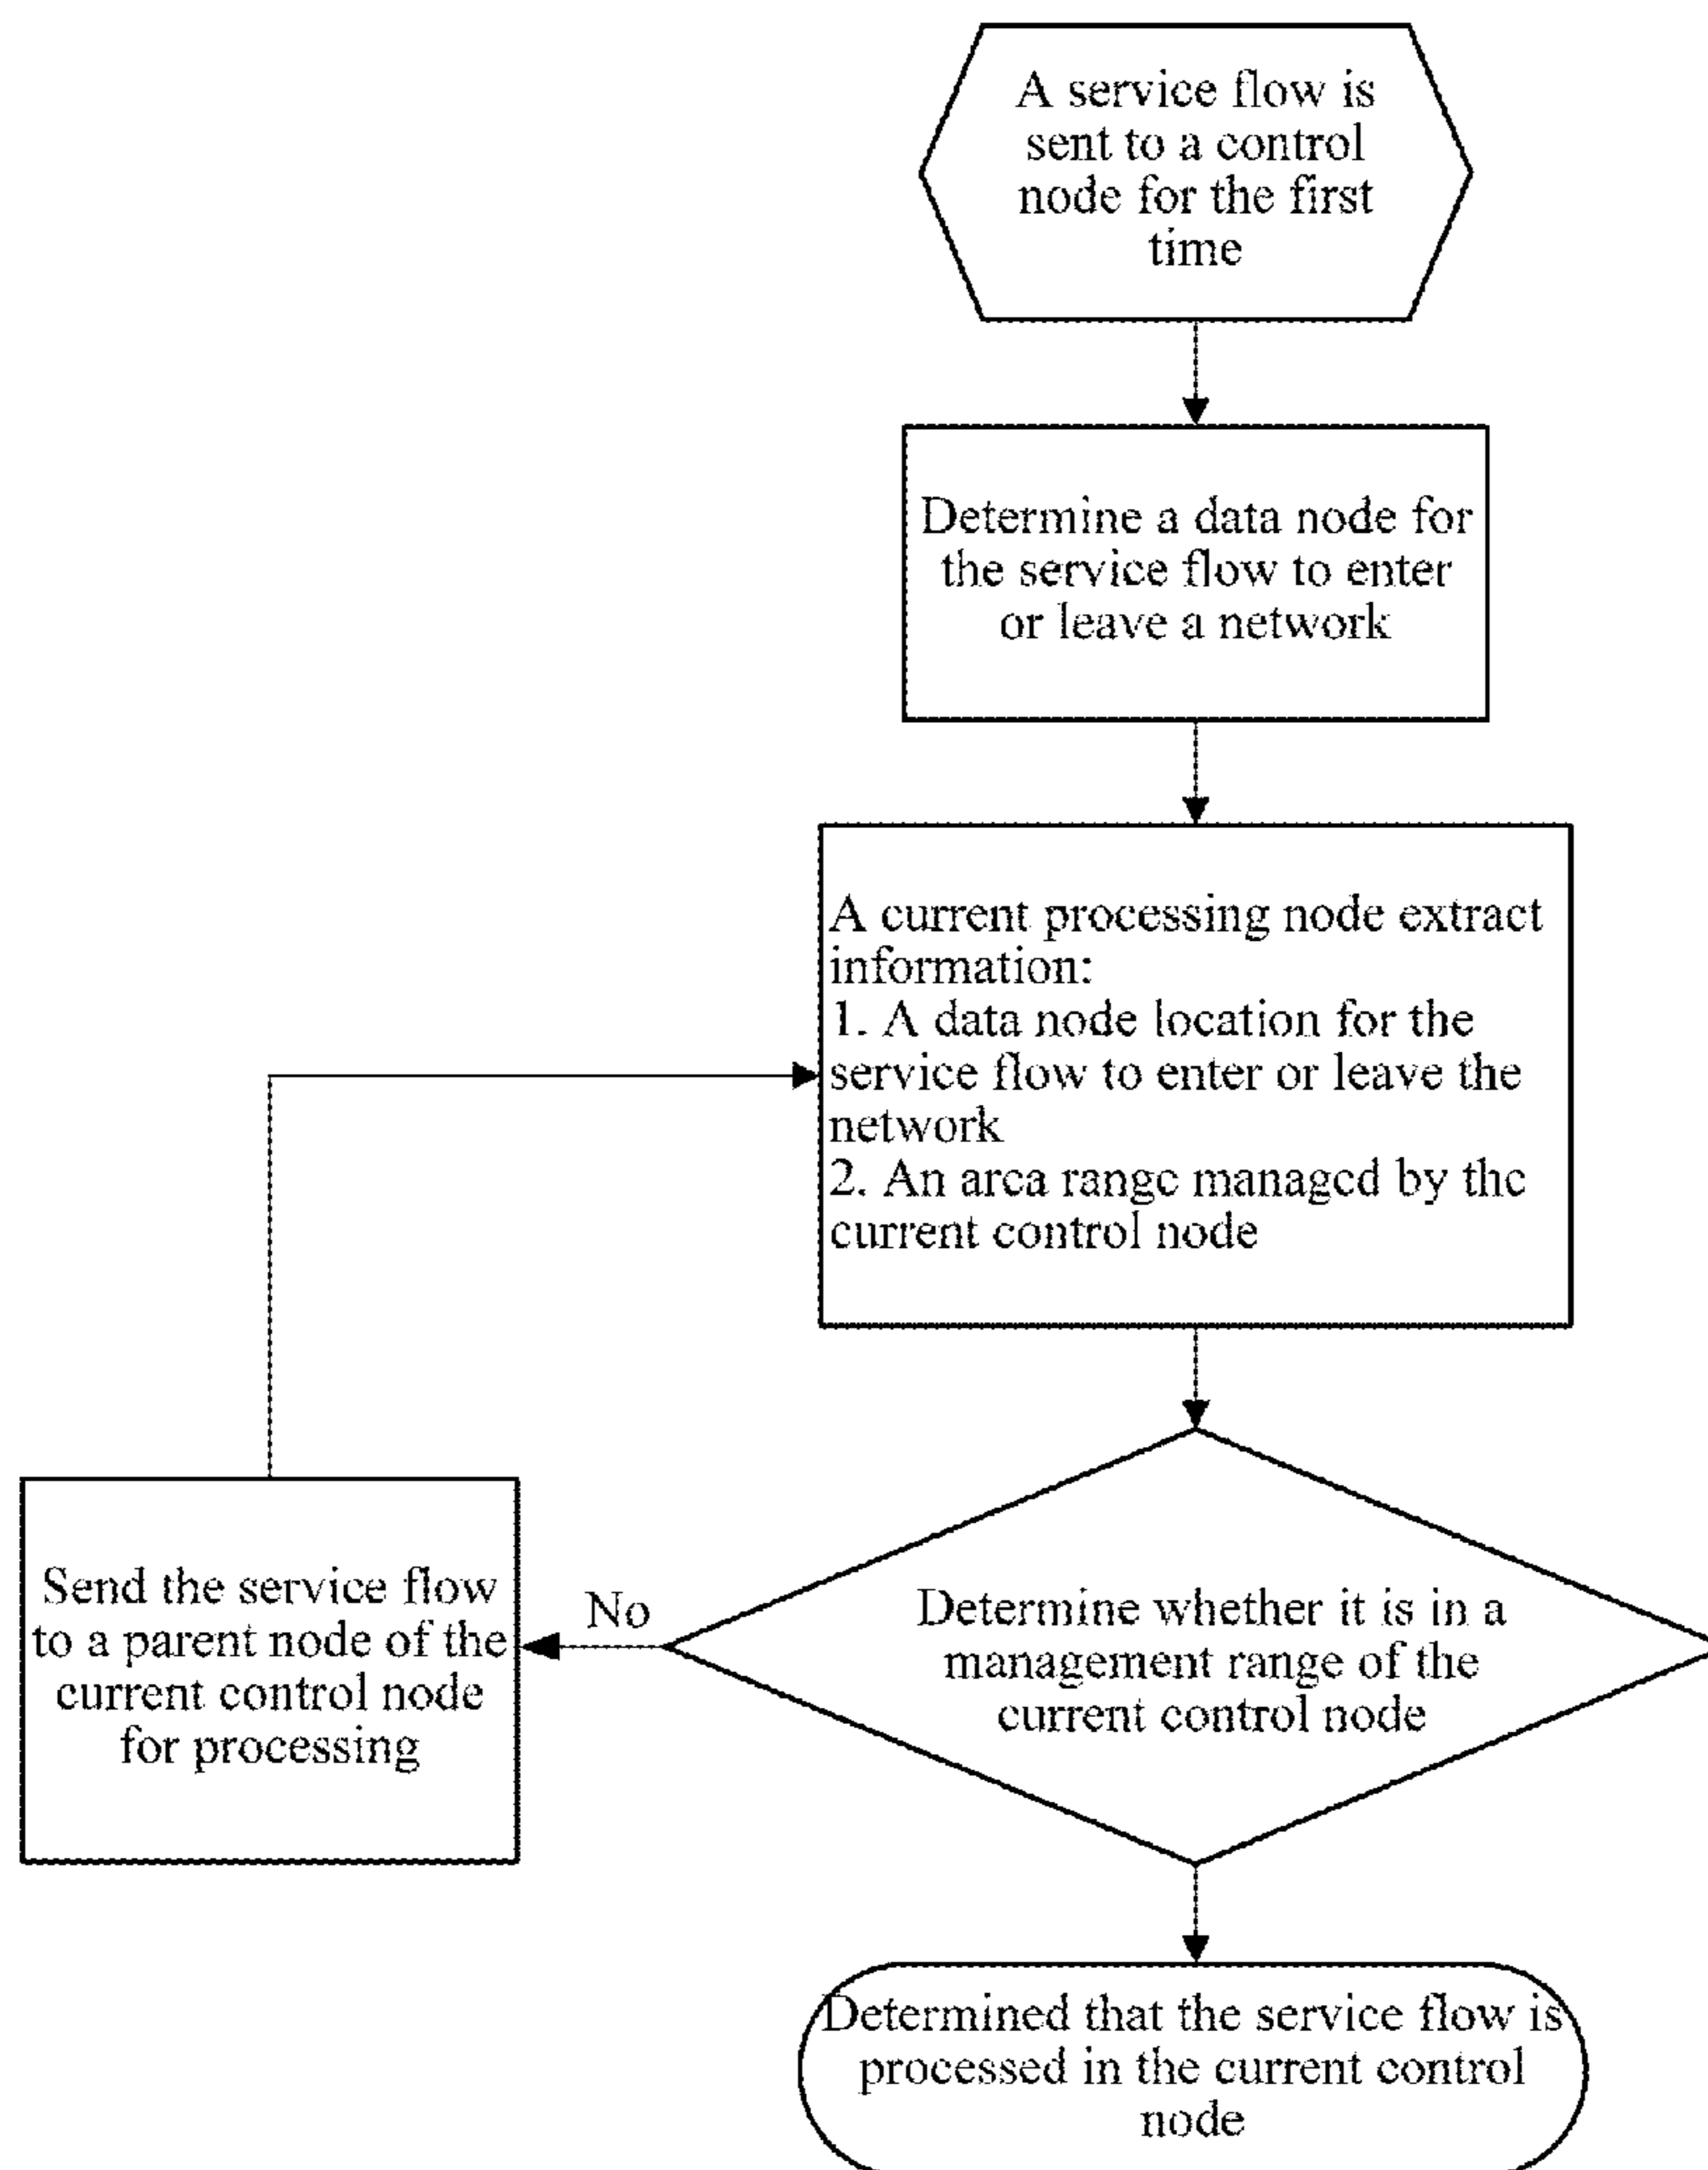 A service flow is
sent to a control
node for the first
time
Determine a data node for
the service flow to enter
or leave a network
A current processing node extract
information:
1. A data node location for the
service flow to enter or leave the
network
2. An area range managed by the
current control node
Send the service flow
to a parent node of the
current control node
for processing
No
Determine whether it is in a
management range of the
current control node
Determined that the service flow is
processed in the current control
node